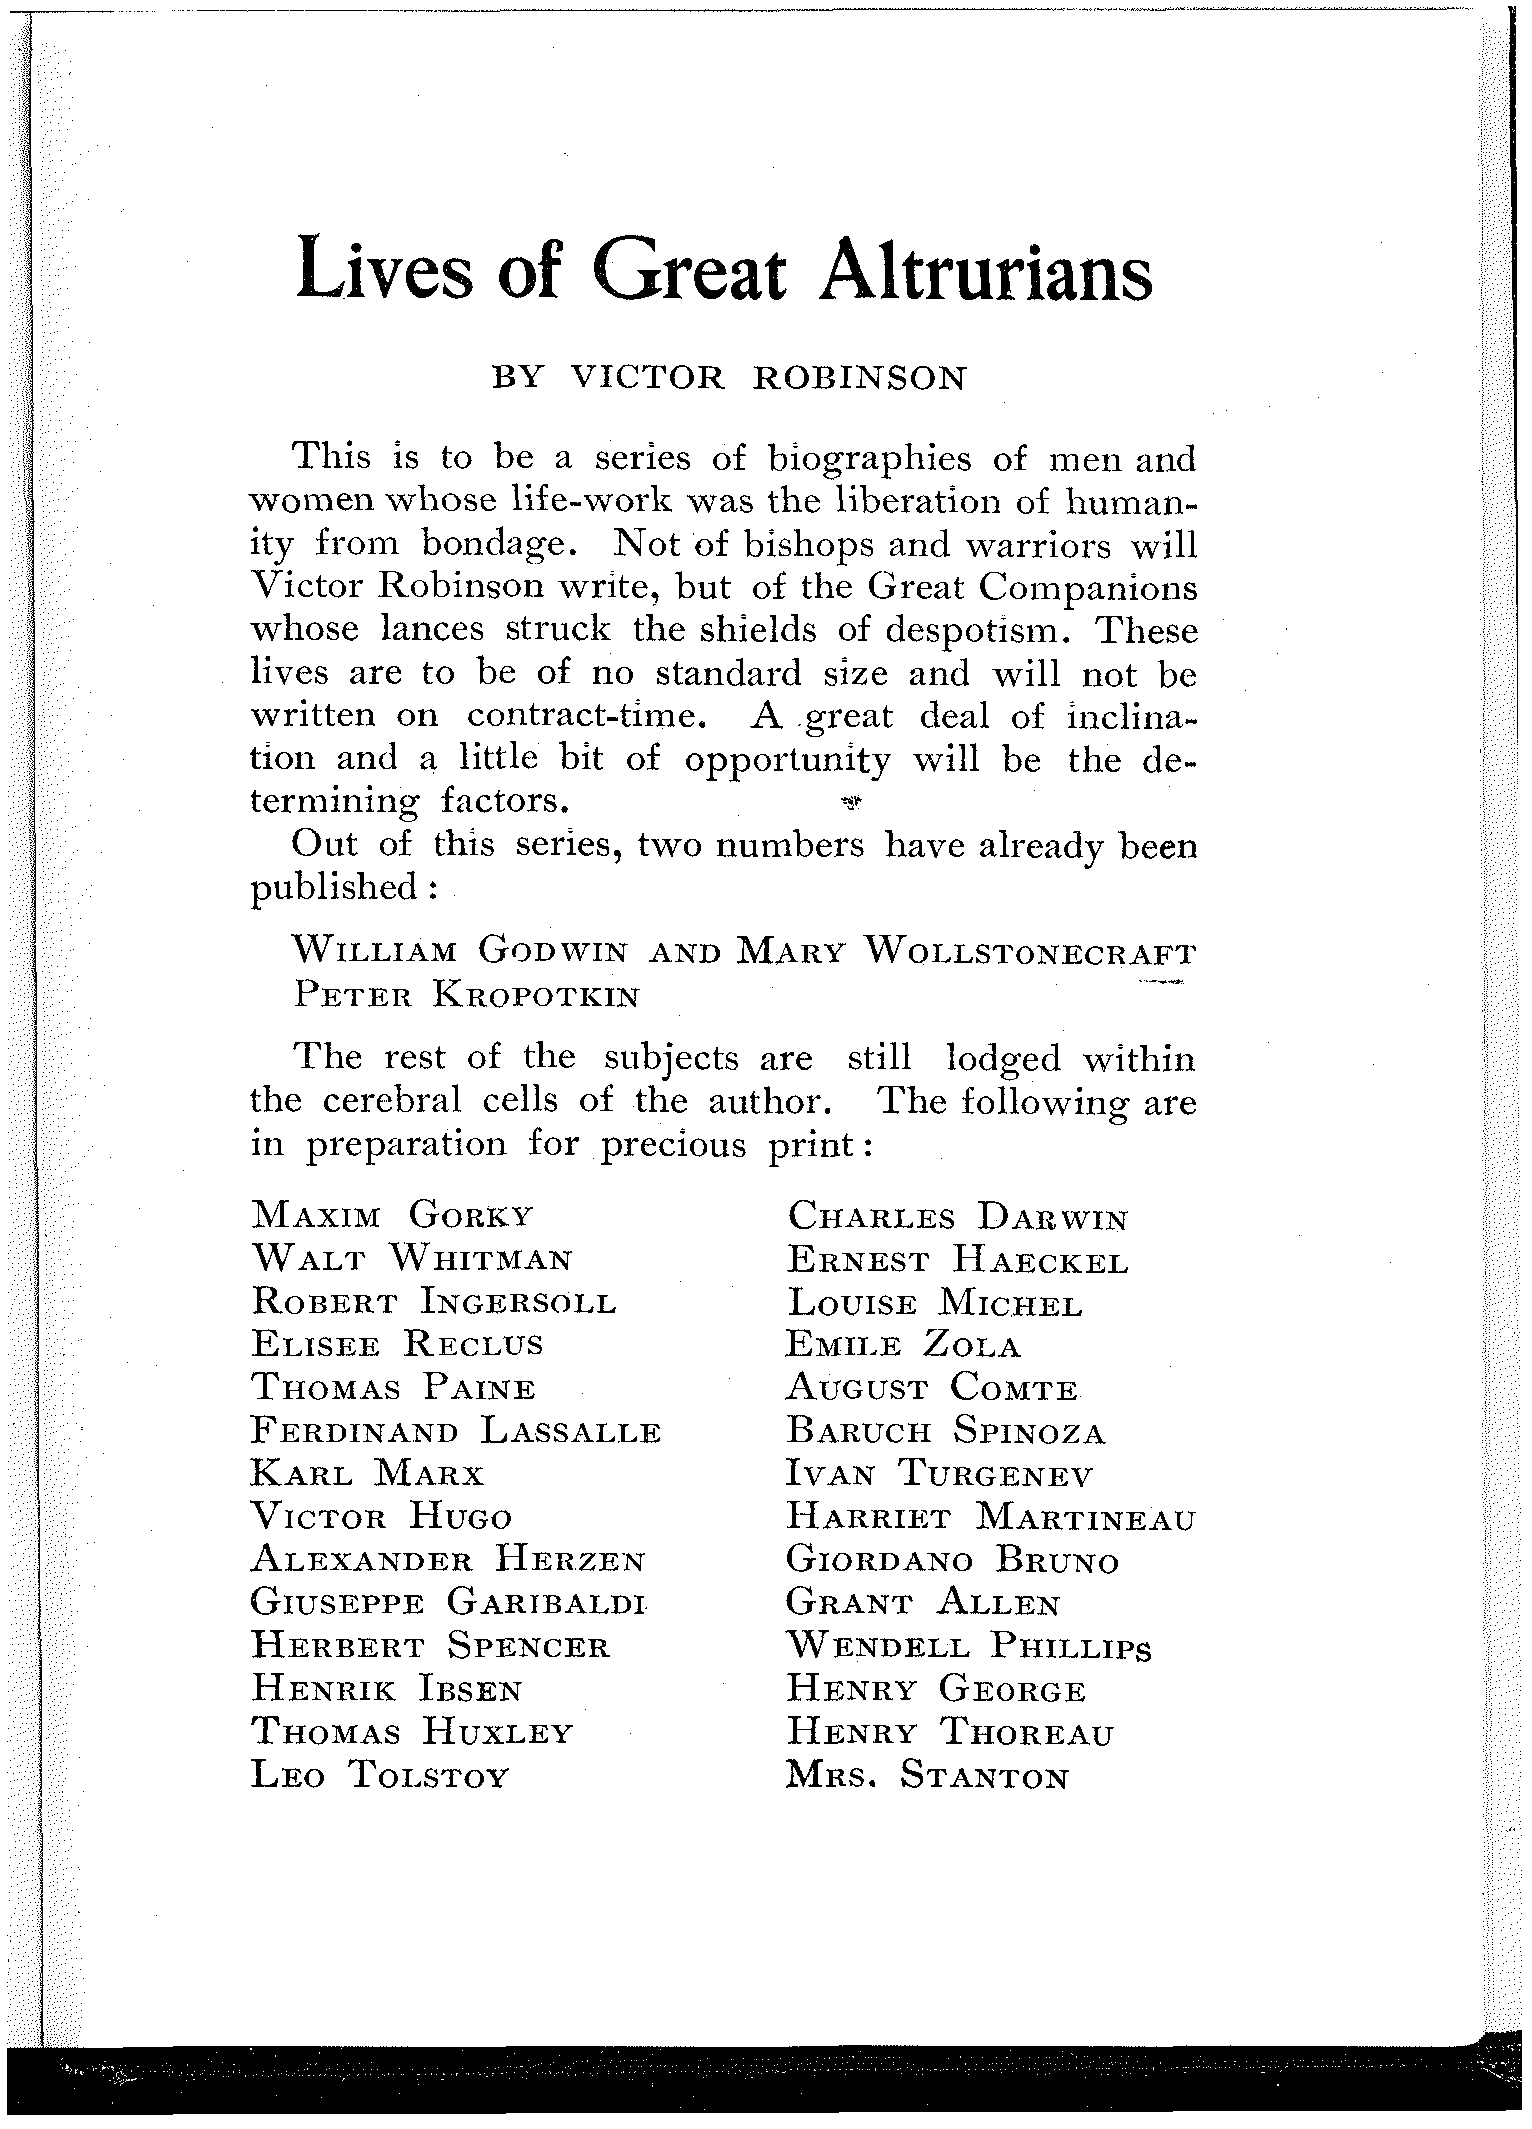 Lives of Great Altrurians
BY VICTOR ROBINSON
This is to be a series of biographies of men and
women whose life-work was the liberation of human-
ity from bondage. Not of bishops and warriors will
Victor Robinson write, but of the Great Companions
whose lances struck the shields of despotism. These
lives are to be of no standard size and will not be
written on contract-time. A great deal of inclina-
tion and a little bit of opportunity will be the de-
termining factors.
Out of this series, two numbers have already been
published:
WILLIAM GODWIN AND MARY WOLLSTONECRAFT
PETER KROPOTKIN
The rest of the subjects are still lodged within
the cerebral cells of the author. The following are
in preparation for precious print:
MAXIM GORKY
WALT WHITMAN
ROBERT INGERSOLL
ELISEE RECLUS
THOMAS PAINE
FERDINAND LASSALLE
KARL MARX
VICTOR HUGO
ALEXANDER HERZEN
GIUSEPPE GARIBALDI
HERBERT SPENCER
HENRIK IBSEN
THOMAS HUXLEY
LEO TOLSTOY
CHARLES DARWIN
ERNEST HAECKEL
LOUISE MICHEL
EMILE ZOLA
AUGUST COMTE
BARUCH SPINOZA
IVAN TURGENEV
HARRIET MARTINEAU
GIORDANO BRUNO
GRANT ALLEN
WENDELL PHILLIPS
HENRY GEORGE
HENRY THOREAU
MRS. STANTON